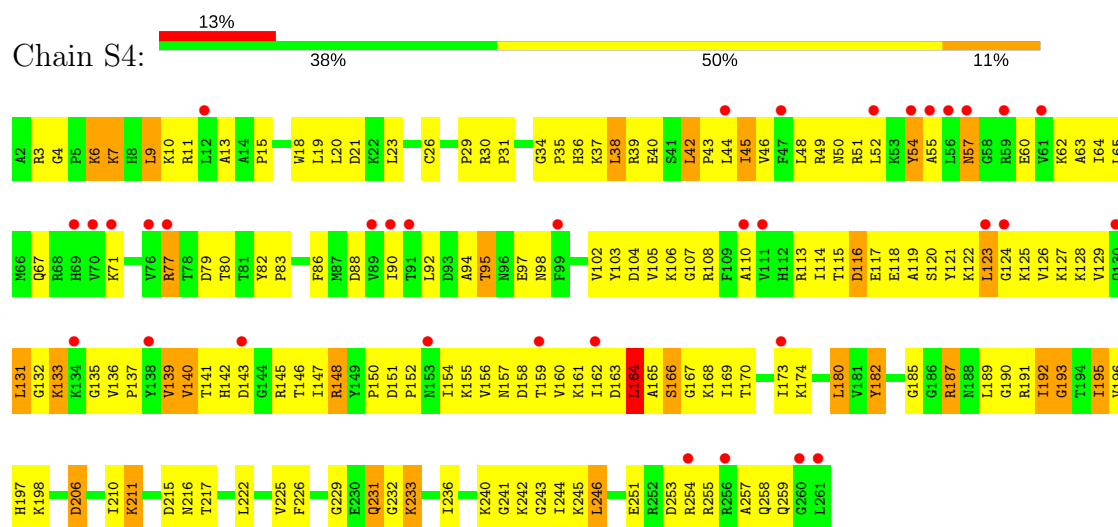 13%
Chain S4:
38% 50% 11%
A2 R3 G4 P5 K6 K7 H8 L9 K10 R11 L12 A13 A14 P15 W18 L19 L20 D21 K22 L23 C26 P29 R30 P31 G34 P35 H36 K37 L38 R39 E40 S41 L42 P43 L44 I45 V46 F47 L48 R49 N50 R51 L52 K53 Y54 A55 L56 N57 G58 R59 E60 V61 K62 A63 I64 L65
M66 Q67 R68 H69 V70 K71 V76 R77 T78 D79 T80 T81 Y82 P83 F86 M87 D88 V89 I90 T91 L92 D93 A94 T95 N96 E97 N98 F99 V102 Y103 D104 V105 K106 G107 R108 F109 A110 V111 H112 R113 I114 T115 D116 E117 E118 A119 S120 Y121 K122 L123 G124 K125 V126 K127 K128 V129 Q130
L131 G132 K133 K134 G135 V136 P137 Y138 V139 V140 T141 H142 D143 G144 R145 T146 I147 R148 Y149 P150 D151 P152 N153 I154 K155 V156 N157 D158 T159 V160 K161 I162 D163 L164 A165 S166 G167 K168 I169 T170 I173 K174 L180 V181 Y182 G185 G186 R187 N188 L189 G190 R191 I192 G193 T194 I195 V196
H197 K198 D206 I210 K211 D215 N216 T217 L222 V225 F226 G229 E230 Q231 G232 K233 I236 K240 G241 K242 G243 I244 K245 L246 E251 R252 D253 R254 R255 R256 A257 Q258 Q259 G260 L261